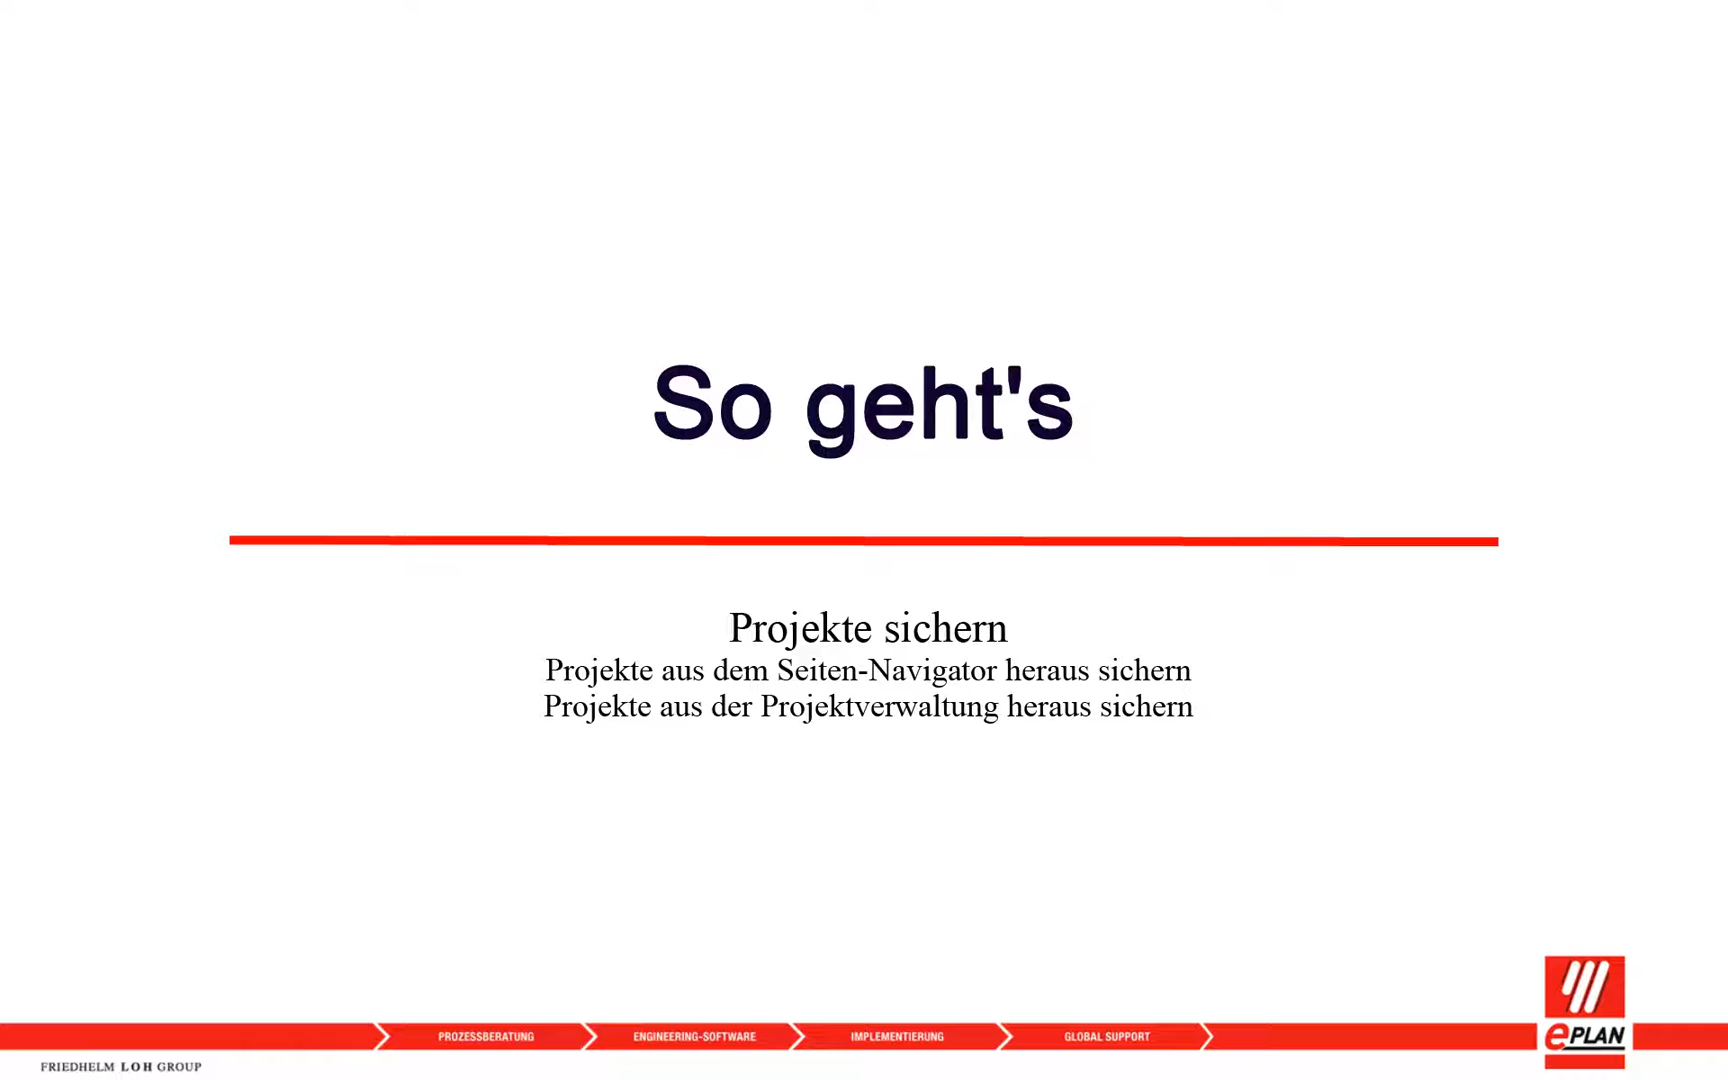 So geht's
Projekte sichern
Projekte aus dem Seiten-Navigator heraus sichern
Projekte aus der Projektverwaltung heraus sichern
PROZESSBERATUNG
ENGINEERING-SOFTWARE
IMPLEMENTIERUNG
GLOBAL SUPPORT
ePLAN
FRIEDHELM LOH GROUP